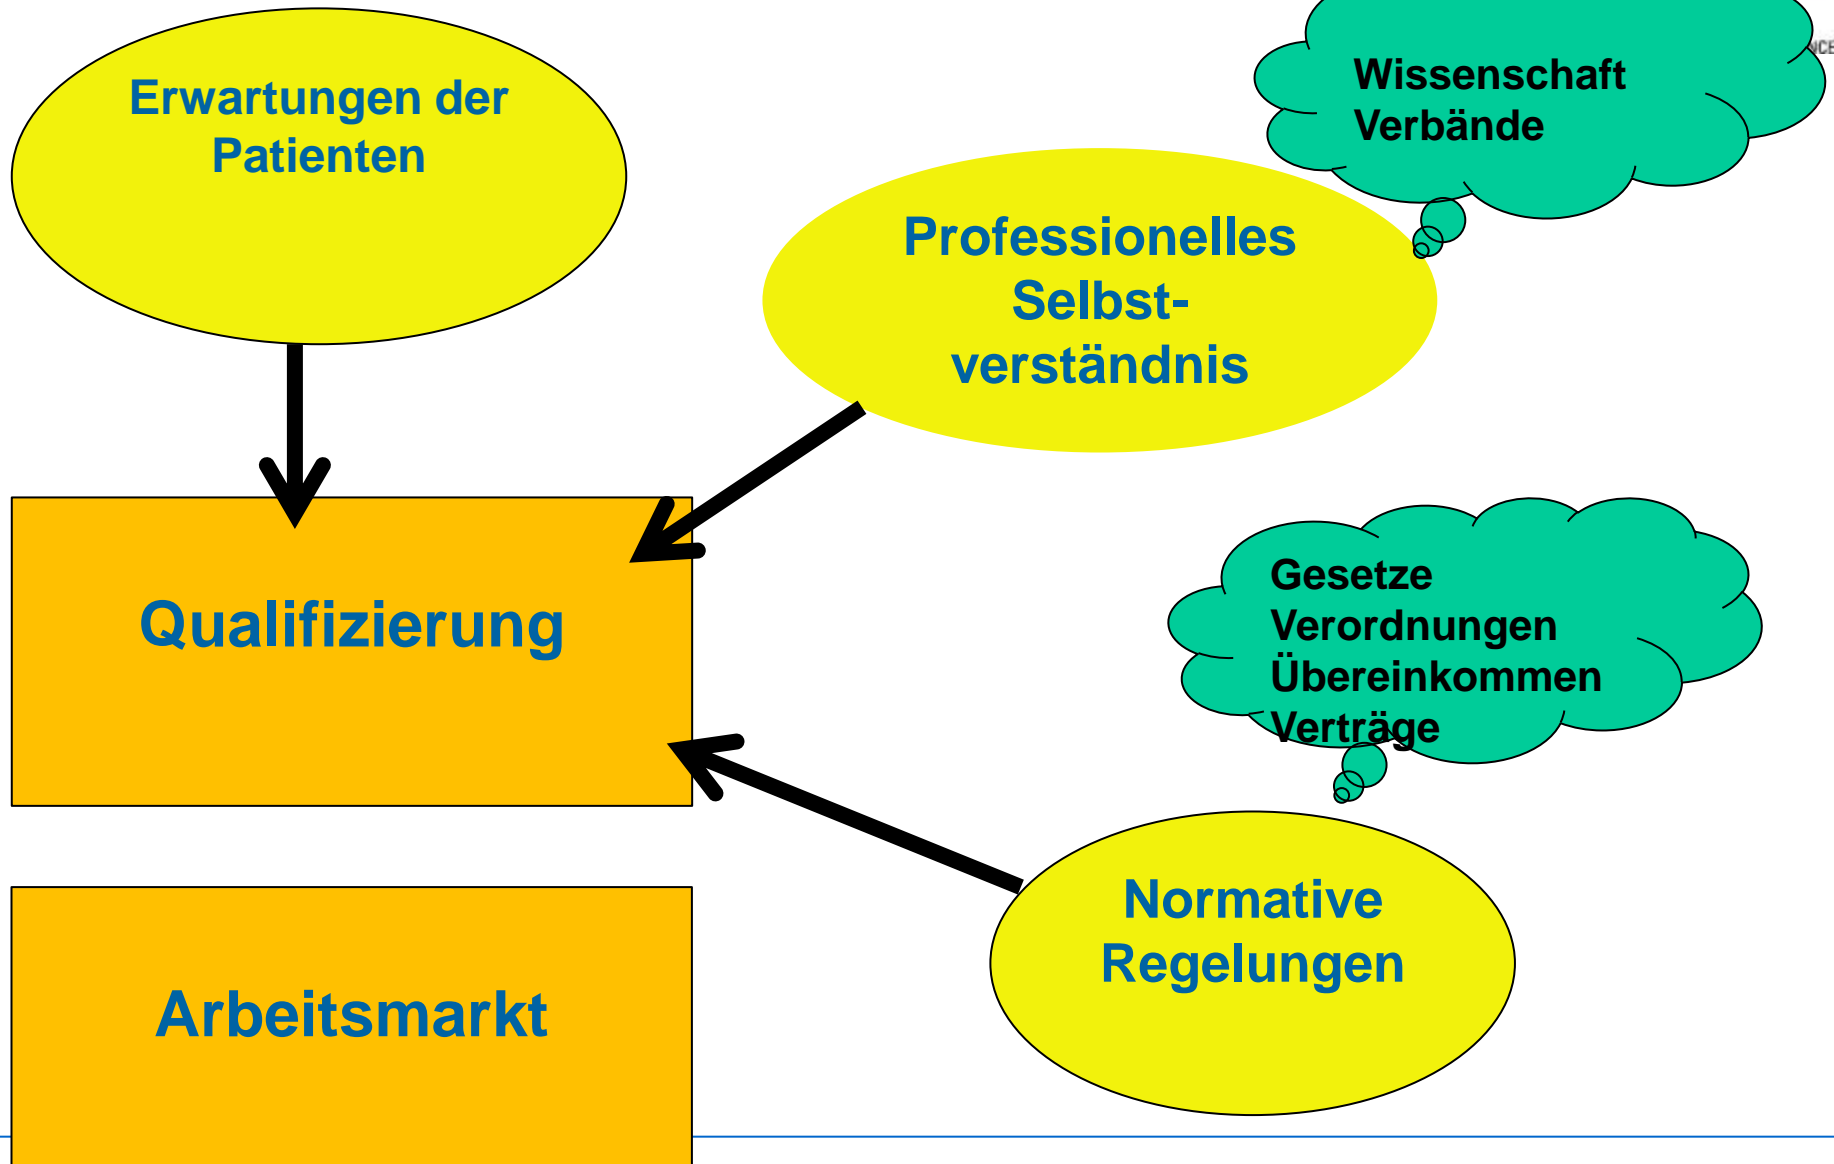 Erwartungen der
Patienten
Wissenschaft
Verbände
Professionelles
Selbst-
verständnis
Qualifizierung
Gesetze
Verordnungen
Übereinkommen
Verträge
Normative
Regelungen
Arbeitsmarkt